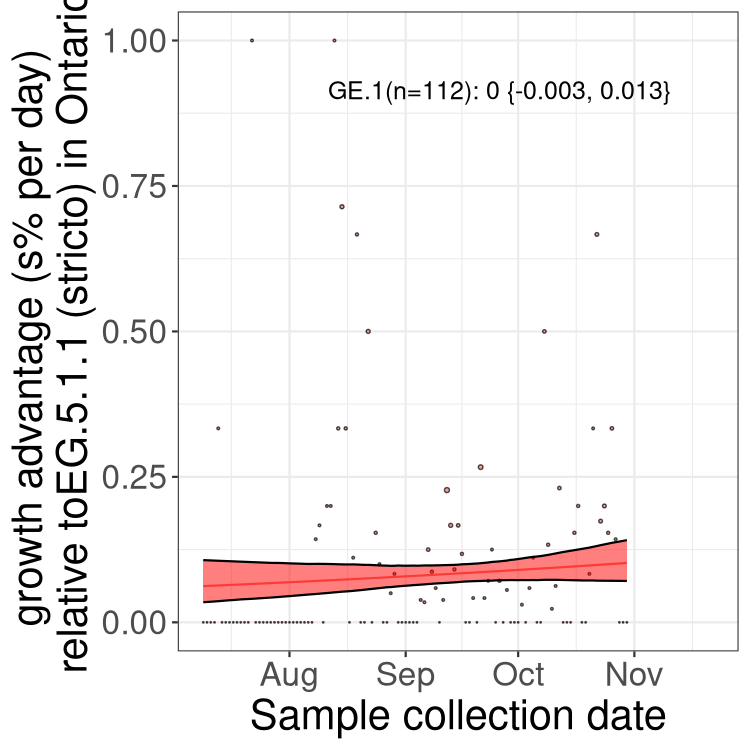 growth advantage (s% per day)
relative toEG.5.1.1 (stricto) in Ontario
1.00
0.75
0.50
0.25
0.00
GE.1(n=112): 0 {-0.003, 0.013}
Aug Sep Oct Nov
Sample collection date